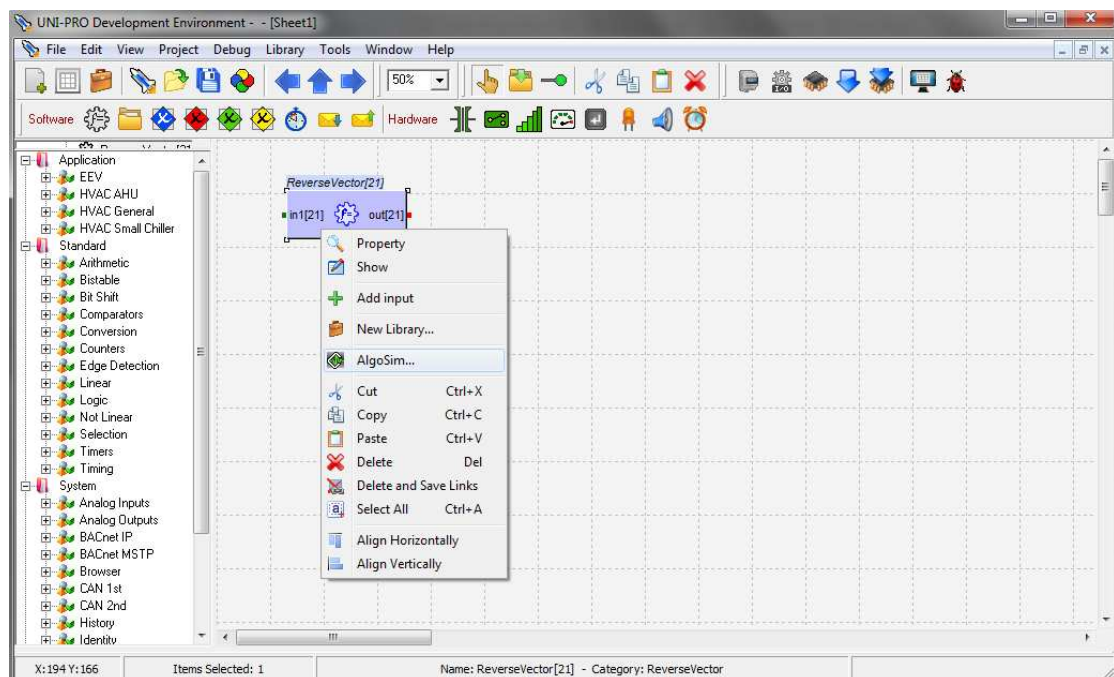 UNI-PRO Development Environment - - [Sheet1]
File Edit View Project Debug Library Tools Window Help
50%
Software
Hardware
Application
EEV
HVAC AHU
HVAC General
HVAC Small Chiller
Standard
Arithmetic
Bistable
Bit Shift
Comparators
Conversion
Counters
Edge Detection
Linear
Logic
Not Linear
Selection
Timers
Timing
System
Analog Inputs
Analog Outputs
BACnet IP
BACnet MSTP
Browser
CAN 1st
CAN 2nd
History
Identity
ReverseVector[21]
in1[21] f= out[21]
Property
Show
Add input
New Library...
AlgoSim...
Cut Ctrl+X
Copy Ctrl+C
Paste Ctrl+V
Delete Del
Delete and Save Links
Select All Ctrl+A
Align Horizontally
Align Vertically
X:194 Y:166 Items Selected: 1 Name: ReverseVector[21] - Category: ReverseVector